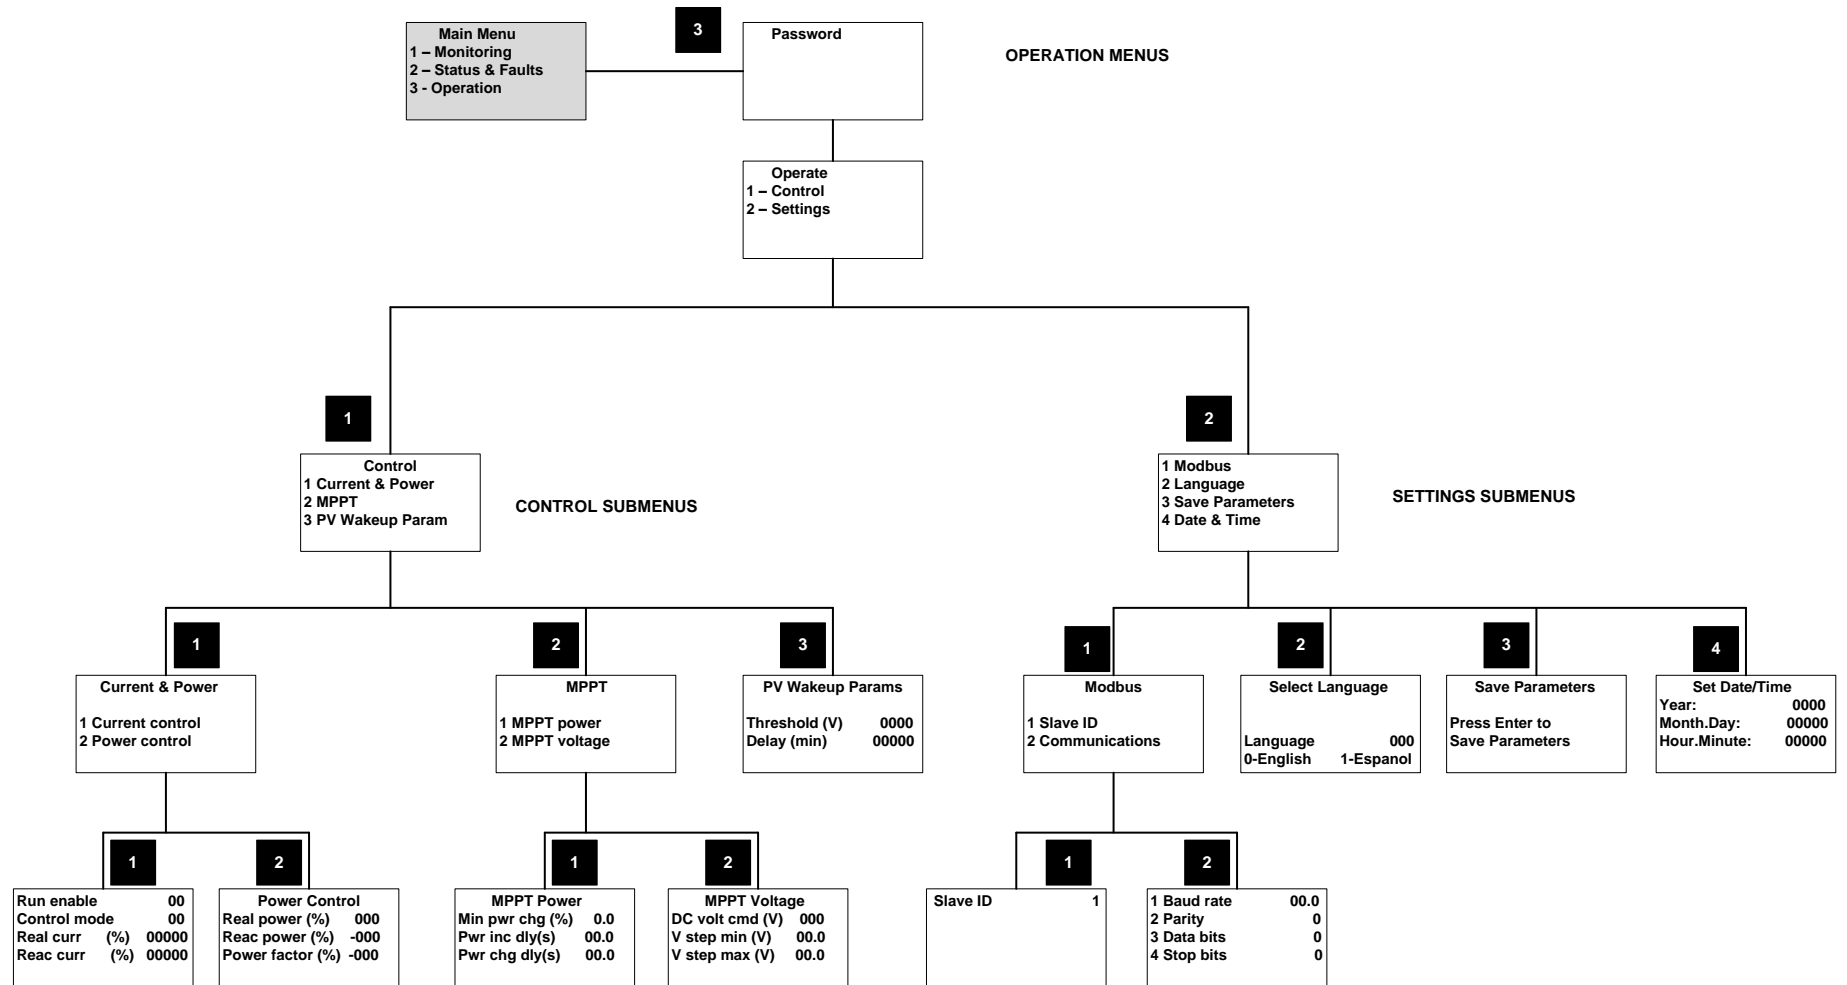 Main Menu
1 – Monitoring
2 – Status & Faults
3 - Operation
3
Password
OPERATION MENUS
Operate
1 – Control
2 – Settings
1
2
Control
1 Current & Power
2 MPPT
3 PV Wakeup Param
CONTROL SUBMENUS
1 Modbus
2 Language
3 Save Parameters
4 Date & Time
SETTINGS SUBMENUS
1
2
3
1
2
3
4
Current & Power
1 Current control
2 Power control
MPPT
1 MPPT power
2 MPPT voltage
PV Wakeup Params
Threshold (V) 0000
Delay (min) 00000
Modbus
1 Slave ID
2 Communications
Select Language
Language 000
0-English 1-Espanol
Save Parameters
Press Enter to
Save Parameters
Set Date/Time
Year: 0000
Month.Day: 00000
Hour.Minute: 00000
1
2
1
2
1
2
Run enable 00
Control mode 00
Real curr (%) 00000
Reac curr (%) 00000
Power Control
Real power (%) 000
Reac power (%) -000
Power factor (%) -000
MPPT Power
Min pwr chg (%) 0.0
Pwr inc dly(s) 00.0
Pwr chg dly(s) 00.0
MPPT Voltage
DC volt cmd (V) 000
V step min (V) 00.0
V step max (V) 00.0
Slave ID 1
1 Baud rate 00.0
2 Parity 0
3 Data bits 0
4 Stop bits 0